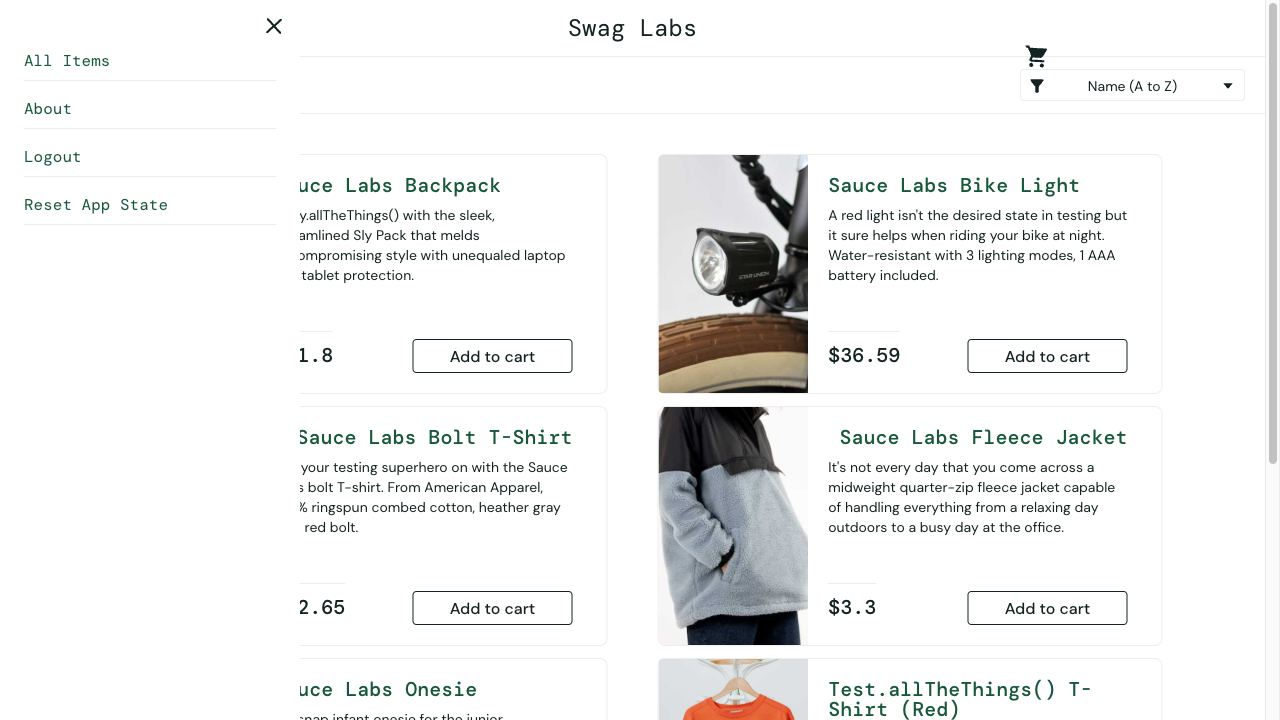 Swag Labs
All Items
About
Logout
Reset App State
Name (A to Z)
uce Labs Backpack
y.allTheThings() with the sleek,
amlined Sly Pack that melds
ompromising style with unequaled laptop
tablet protection.
1.8
Add to cart
Sauce Labs Bike Light
A red light isn't the desired state in testing but
it sure helps when riding your bike at night.
Water-resistant with 3 lighting modes, 1 AAA
battery included.
$36.59
Add to cart
Sauce Labs Bolt T-Shirt
your testing superhero on with the Sauce
s bolt T-shirt. From American Apparel,
% ringspun combed cotton, heather gray
red bolt.
2.65
Add to cart
Sauce Labs Fleece Jacket
It's not every day that you come across a
midweight quarter-zip fleece jacket capable
of handling everything from a relaxing day
outdoors to a busy day at the office.
$3.3
Add to cart
uce Labs Onesie
snap infant onesie for the junior
Test.allTheThings() T-
Shirt (Red)